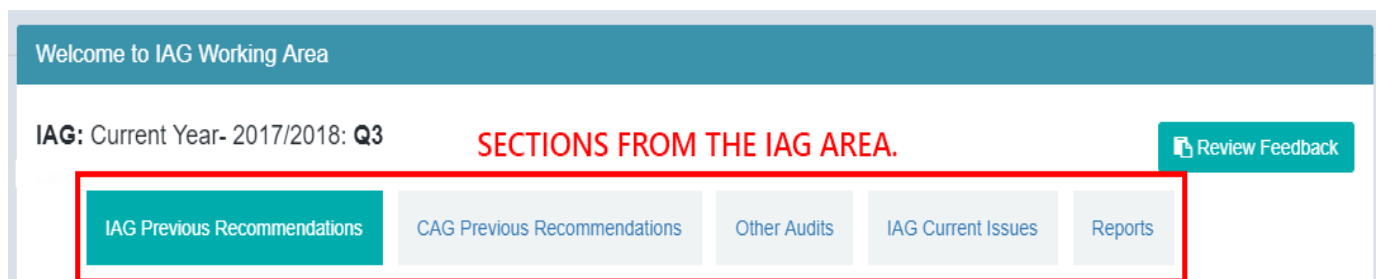 Welcome to IAG Working Area
IAG: Current Year- 2017/2018: Q3
SECTIONS FROM THE IAG AREA.
Review Feedback
IAG Previous Recommendations
CAG Previous Recommendations
Other Audits
IAG Current Issues
Reports